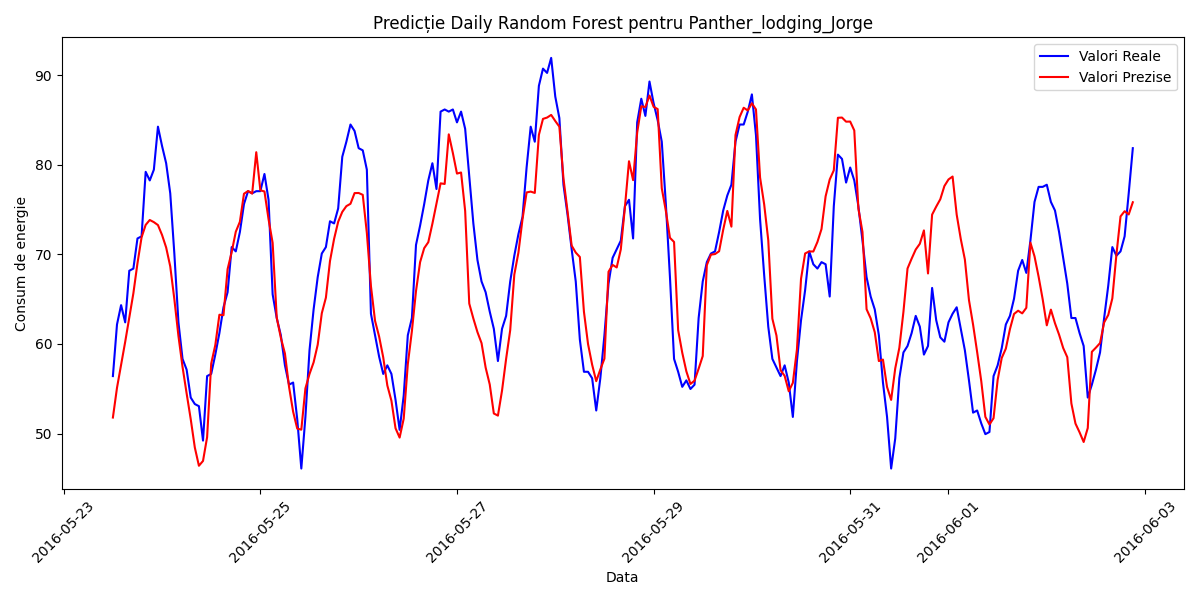 Predicție Daily Random Forest pentru Panther_lodging_Jorge
Valori Reale
Valori Prezise
Consum de energie
90
80
70
60
50
2016-05-23
2016-05-25
2016-05-27
2016-05-29
2016-05-31
2016-06-01
2016-06-03
Data